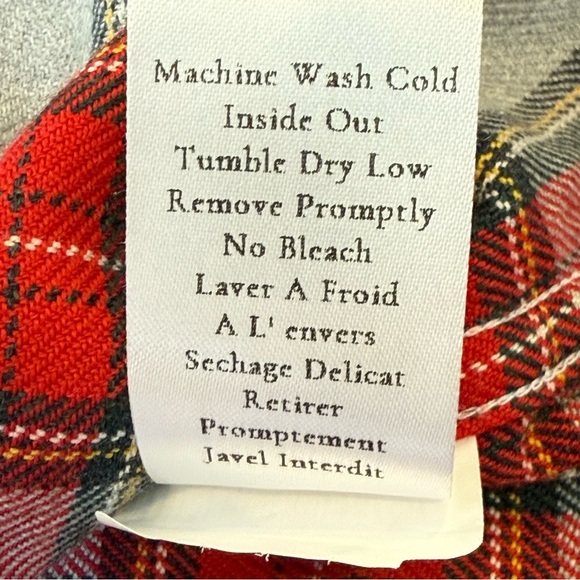 Machine Wash Cold
Inside Out
Tumble Dry Low
Remove Promptly
No Bleach
Laver A Froid
A L' envers
Sechage Delicat
Retirer
Promptement
Javel Interdit